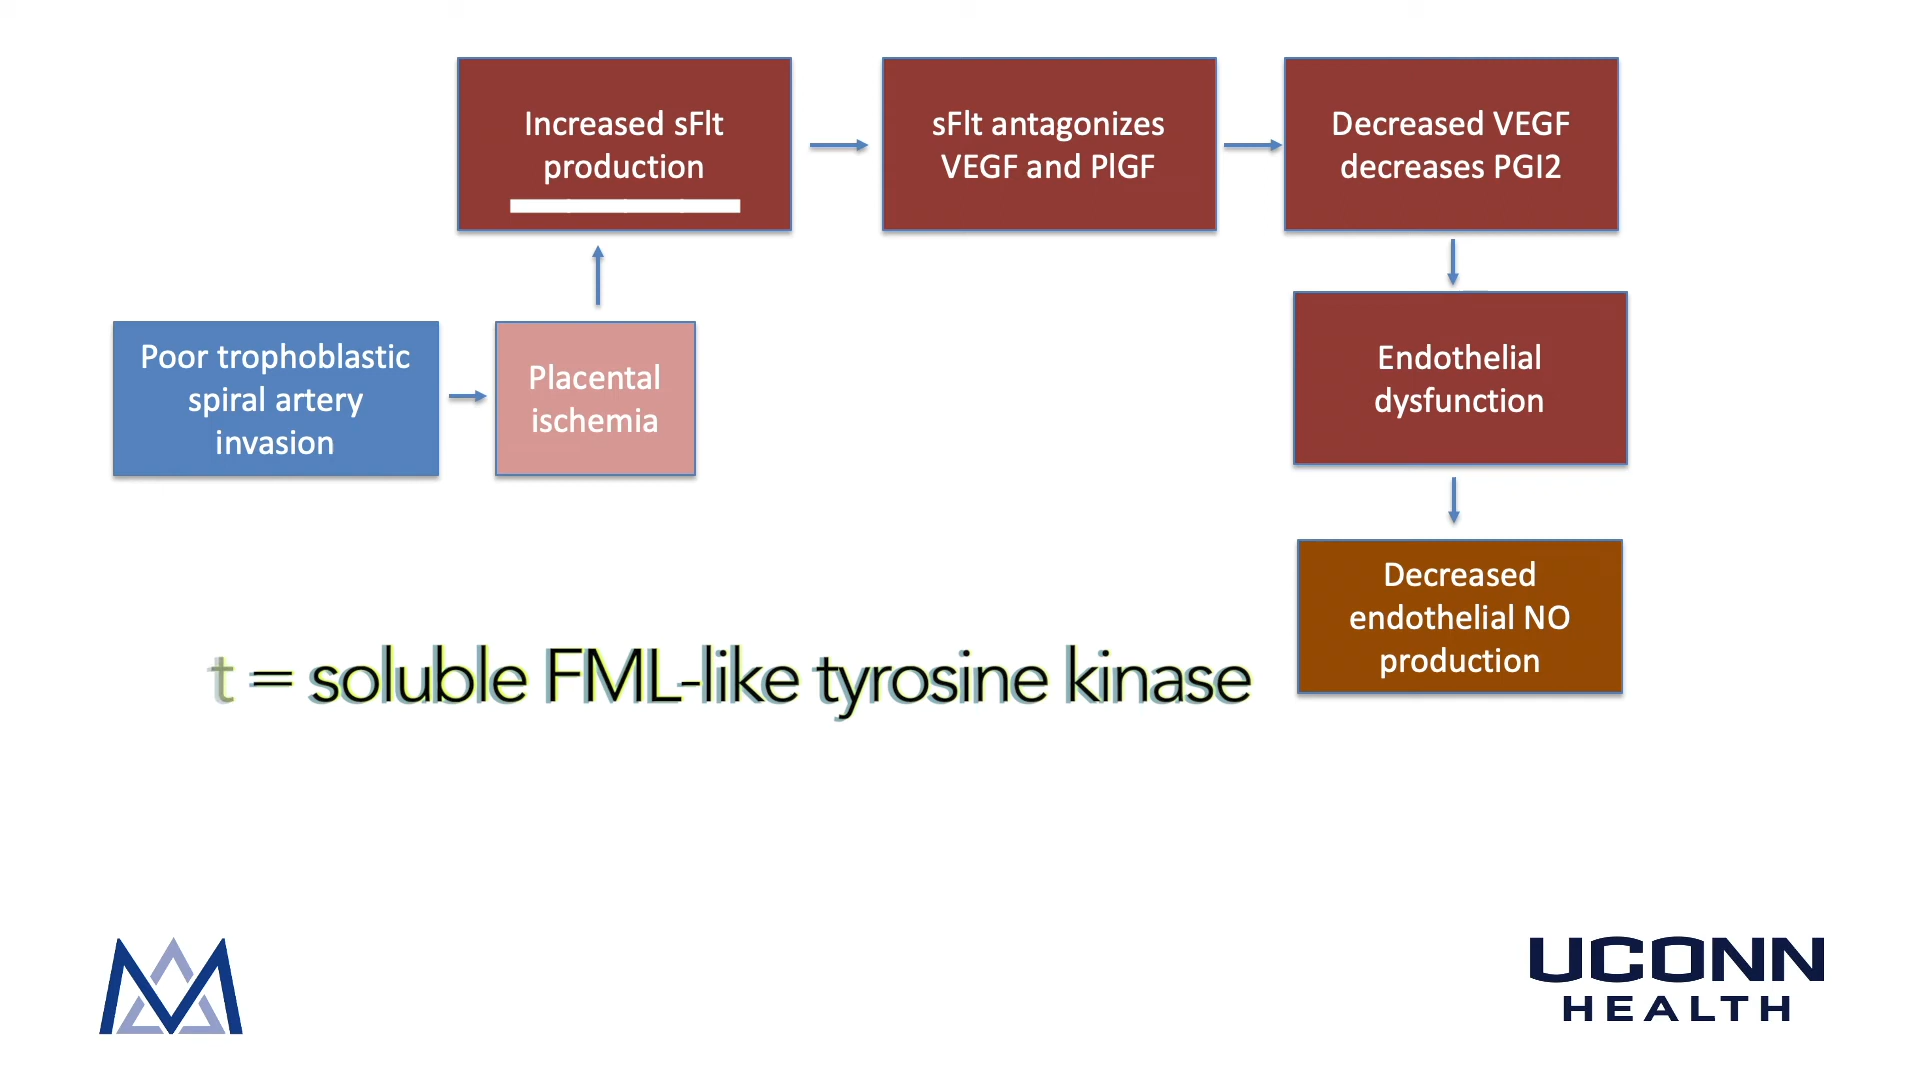 Increased sFlt
production
sFlt antagonizes
VEGF and PlGF
Decreased VEGF
decreases PGI2
Poor trophoblastic
spiral artery
invasion
Placental
ischemia
Endothelial
dysfunction
Decreased
endothelial NO
production
t = soluble FML-like tyrosine kinase
UCONN
HEALTH